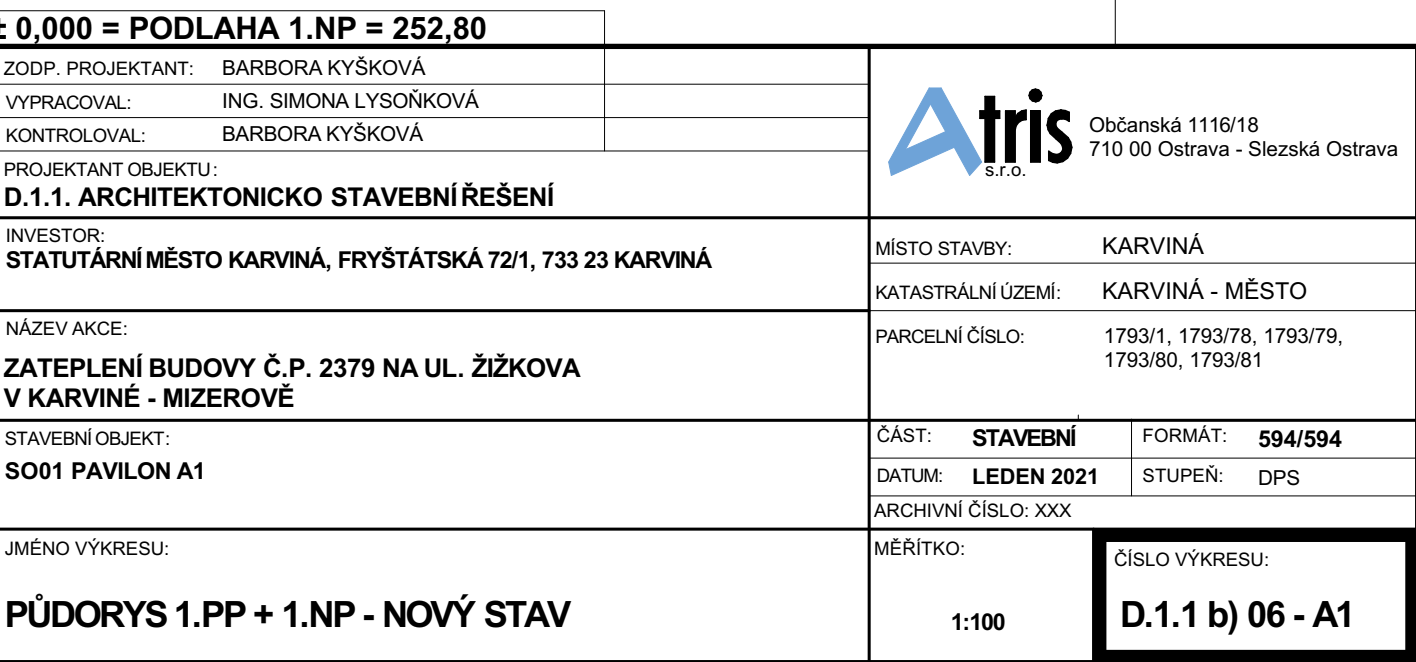 ± 0,000 = PODLAHA 1.NP = 252,80
ZODP. PROJEKTANT: BARBORA KYŠKOVÁ
VYPRACOVAL: ING. SIMONA LYSOŇKOVÁ
KONTROLOVAL: BARBORA KYŠKOVÁ
PROJEKTANT OBJEKTU:
D.1.1. ARCHITEKTONICKO STAVEBNÍ ŘEŠENÍ
Atris
s.r.o.
Občanská 1116/18
710 00 Ostrava - Slezská Ostrava
INVESTOR:
STATUTÁRNÍ MĚSTO KARVINÁ, FRYŠTÁTSKÁ 72/1, 733 23 KARVINÁ
MÍSTO STAVBY: KARVINÁ
KATASTRÁLNÍ ÚZEMÍ: KARVINÁ - MĚSTO
NÁZEV AKCE:
ZATEPLENÍ BUDOVY Č.P. 2379 NA UL. ŽIŽKOVA
V KARVINÉ - MIZEROVĚ
PARCELNÍ ČÍSLO: 1793/1, 1793/78, 1793/79,
1793/80, 1793/81
STAVEBNÍ OBJEKT:
SO01 PAVILON A1
ČÁST: STAVEBNÍ FORMÁT: 594/594
DATUM: LEDEN 2021 STUPEŇ: DPS
ARCHIVNÍ ČÍSLO: XXX
JMÉNO VÝKRESU:
PŮDORYS 1.PP + 1.NP - NOVÝ STAV
MĚŘÍTKO:
1:100
ČÍSLO VÝKRESU:
D.1.1 b) 06 - A1